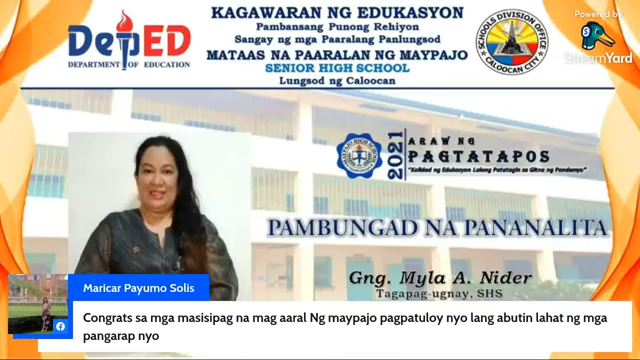 Powered by
StreamYard
DepED
DEPARTMENT OF EDUCATION
KAGAWARAN NG EDUKASYON
Pambansang Punong Rehiyon
Sangay ng mga Paaralang Panlungsod
MATAAS NA PAARALAN NG MAYPAJO
SENIOR HIGH SCHOOL
Lungsod ng Caloocan
SCHOOLS DIVISION OFFICE
CALOOCAN CITY
2021
ARAW NG
PAGTATAPOS
"Kalidad ng Edukasyon Lalong Patatagin sa Gitna ng Pandemya"
PAMBUNGAD NA PANANALITA
Gng. Myla A. Nider
Tagapag-ugnay, SHS
Maricar Payumo Solis
Congrats sa mga masisipag na mag aaral Ng maypajo pagpatuloy nyo lang abutin lahat ng mga
pangarap nyo